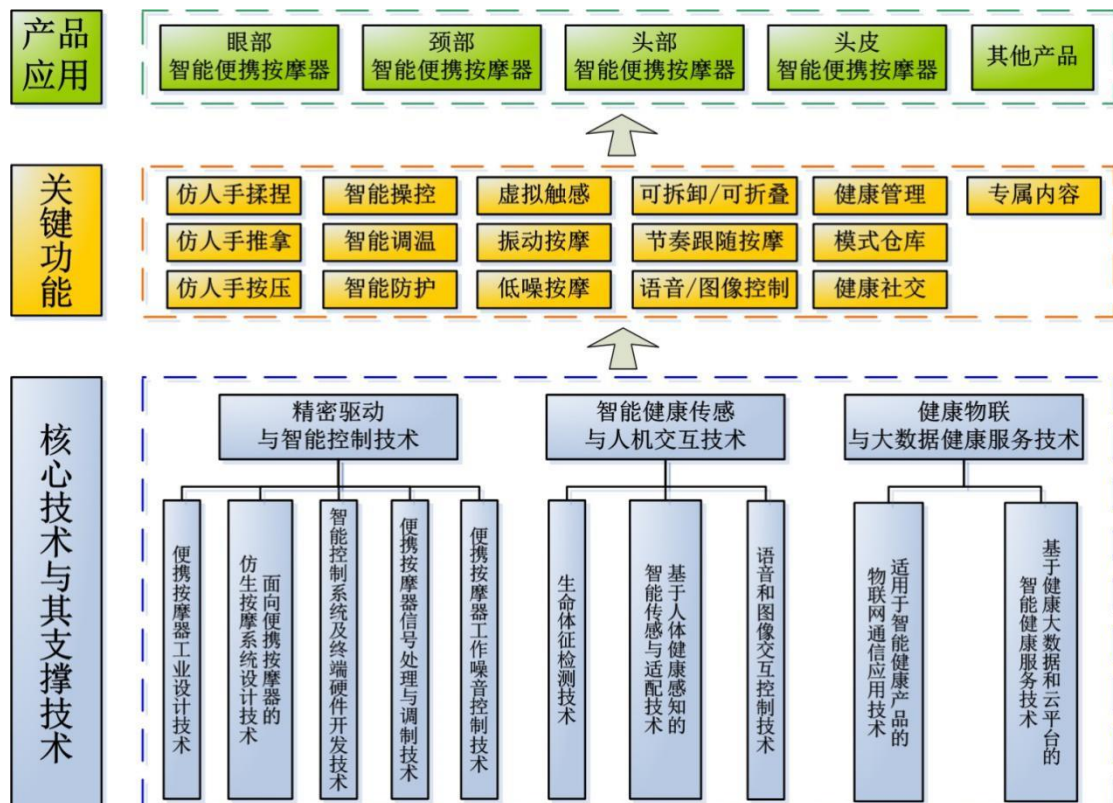 产品
应用
眼部
智能便携按摩器
颈部
智能便携按摩器
头部
智能便携按摩器
头皮
智能便携按摩器
其他产品
关键功能
仿人手揉捏
智能操控
虚拟触感
可拆卸/可折叠
健康管理
专属内容
仿人手推拿
智能调温
振动按摩
节奏跟随按摩
模式仓库
仿人手按压
智能防护
低噪按摩
语音/图像控制
健康社交
核心技术与其支撑技术
精密驱动
与智能控制技术
智能健康传感
与人机交互技术
健康物联
与大数据健康服务技术
便携按摩器工业设计技术
面向便携按摩器的
仿生按摩系统设计技术
智能控制系统及终端硬件开发技术
便携按摩器信号处理与调制技术
便携按摩器工作噪音控制技术
生命体征检测技术
基于人体健康感知的
智能传感与适配技术
语音和图像交互控制技术
适用于智能健康产品的
物联网通信应用技术
基于健康大数据和云平台的
智能健康服务技术